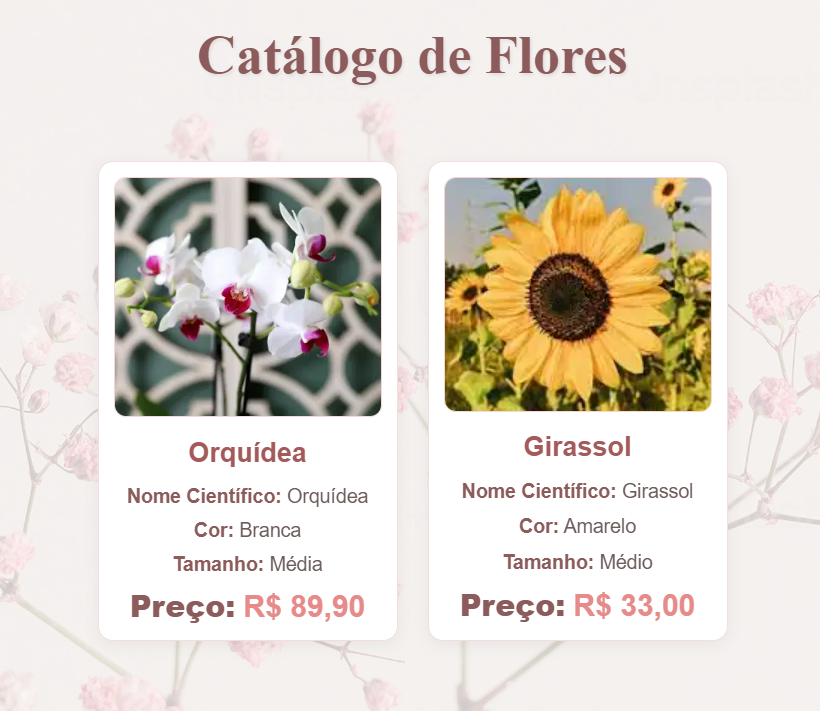 Catálogo de Flores
Orquídea
Nome Científico: Orquídea
Cor: Branca
Tamanho: Média
Preço: R$ 89,90
Girassol
Nome Científico: Girassol
Cor: Amarelo
Tamanho: Médio
Preço: R$ 33,00